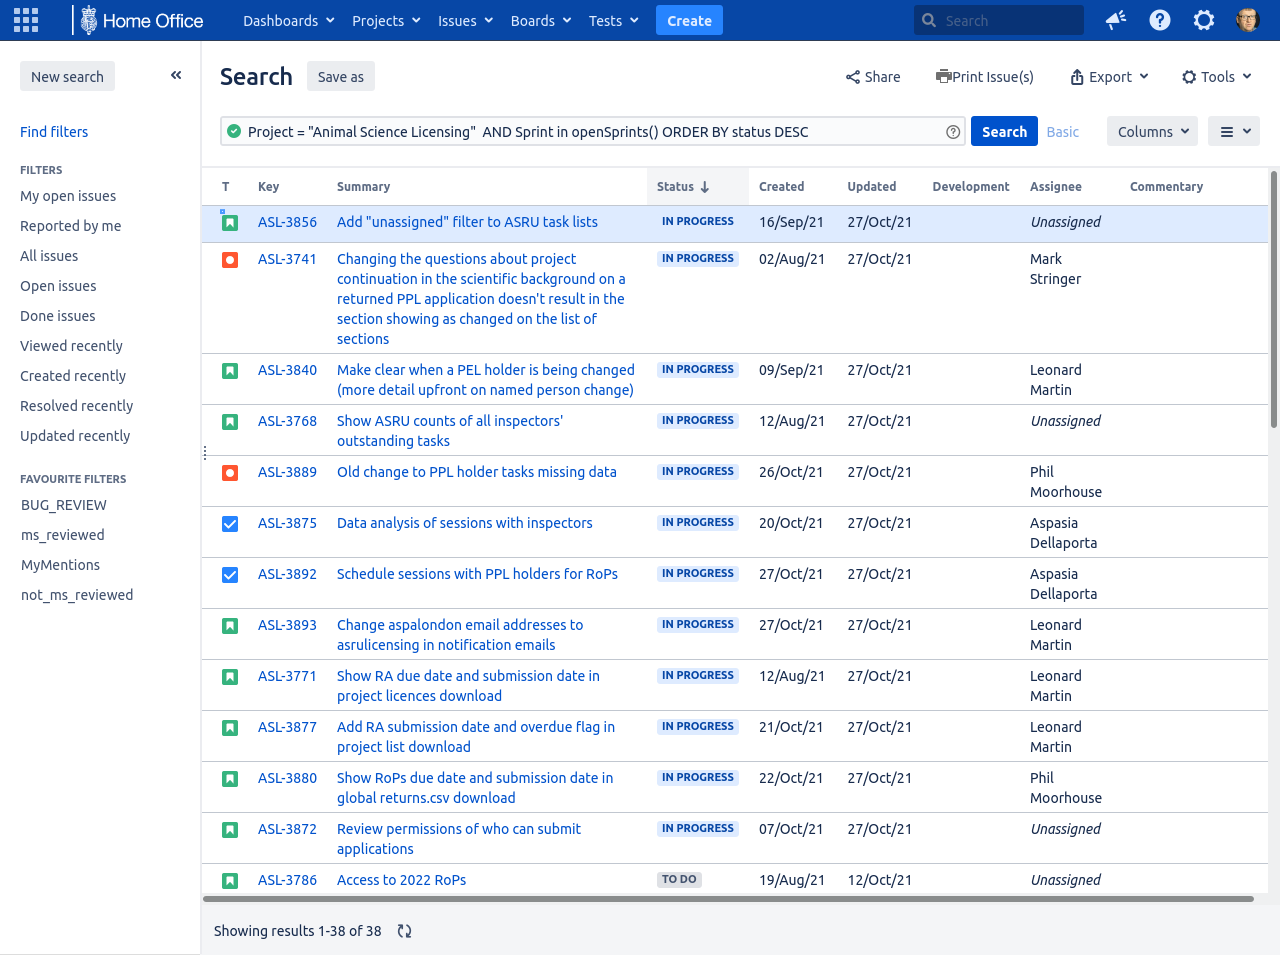 Home Office Dashboards Projects Issues Boards Tests Create Search
New search
Find filters
FILTERS
My open issues
Reported by me
All issues
Open issues
Done issues
Viewed recently
Created recently
Resolved recently
Updated recently
FAVOURITE FILTERS
BUG_REVIEW
ms_reviewed
MyMentions
not_ms_reviewed
Search Save as Share Print Issue(s) Export Tools
Project = "Animal Science Licensing"  AND Sprint in openSprints() ORDER BY status DESC Search Basic Columns
T Key Summary Status Created Updated Development Assignee Commentary
ASL-3856 Add "unassigned" filter to ASRU task lists IN PROGRESS 16/Sep/21 27/Oct/21 Unassigned
ASL-3741 Changing the questions about project IN PROGRESS 02/Aug/21 27/Oct/21 Mark
continuation in the scientific background on a Stringer
returned PPL application doesn't result in the
section showing as changed on the list of
sections
ASL-3840 Make clear when a PEL holder is being changed IN PROGRESS 09/Sep/21 27/Oct/21 Leonard
(more detail upfront on named person change) Martin
ASL-3768 Show ASRU counts of all inspectors' IN PROGRESS 12/Aug/21 27/Oct/21 Unassigned
outstanding tasks
ASL-3889 Old change to PPL holder tasks missing data IN PROGRESS 26/Oct/21 27/Oct/21 Phil
Moorhouse
ASL-3875 Data analysis of sessions with inspectors IN PROGRESS 20/Oct/21 27/Oct/21 Aspasia
Dellaporta
ASL-3892 Schedule sessions with PPL holders for RoPs IN PROGRESS 27/Oct/21 27/Oct/21 Aspasia
Dellaporta
ASL-3893 Change aspalondon email addresses to IN PROGRESS 27/Oct/21 27/Oct/21 Leonard
asrulicensing in notification emails Martin
ASL-3771 Show RA due date and submission date in IN PROGRESS 12/Aug/21 27/Oct/21 Leonard
project licences download Martin
ASL-3877 Add RA submission date and overdue flag in IN PROGRESS 21/Oct/21 27/Oct/21 Leonard
project list download Martin
ASL-3880 Show RoPs due date and submission date in IN PROGRESS 22/Oct/21 27/Oct/21 Phil
global returns.csv download Moorhouse
ASL-3872 Review permissions of who can submit IN PROGRESS 07/Oct/21 27/Oct/21 Unassigned
applications
ASL-3786 Access to 2022 RoPs TO DO 19/Aug/21 12/Oct/21 Unassigned
Showing results 1-38 of 38